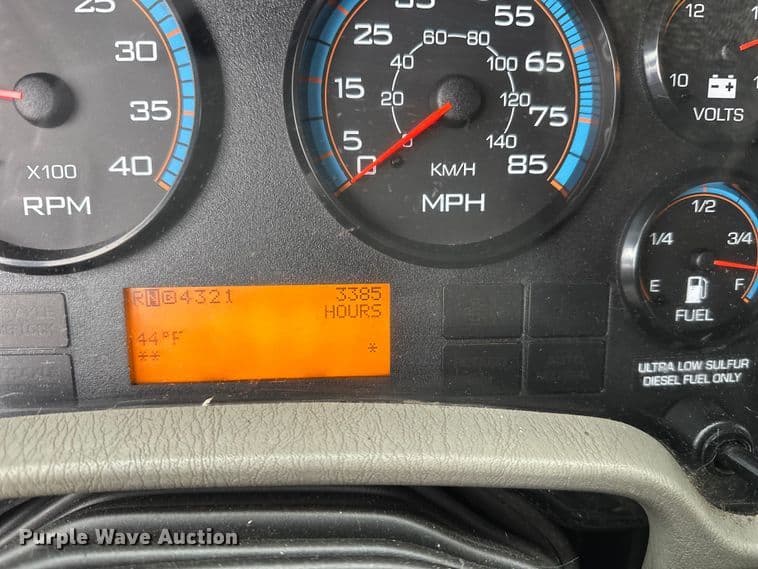 25
30
35
40
X100
RPM
35 55
25 65
15 75
5 85
0
60 80
40 100
20 120
0 140
KM/H
MPH
12
10
VOLTS
1/2
1/4 3/4
E F
FUEL
ULTRA LOW SULFUR
DIESEL FUEL ONLY
RN 4321 3385
HOURS
44°F
** *
Purple Wave Auction